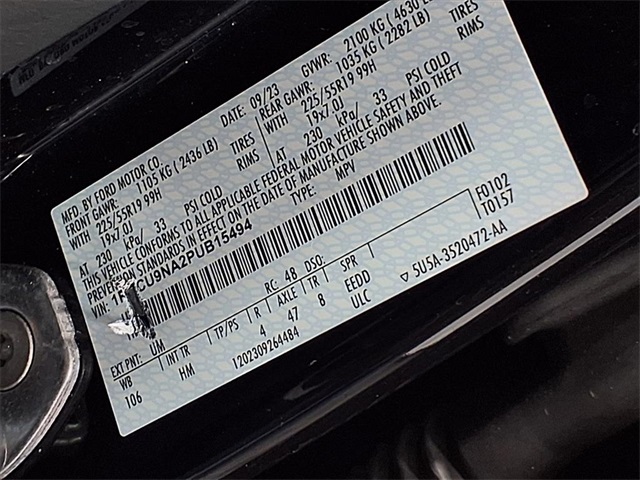 MFD. BY FORD MOTOR CO.
DATE: 09/23 GVWR: 2100 KG ( 4630 L
FRONT GAWR: 1105 KG ( 2436 LB) REAR GAWR: 1035 KG ( 2282 LB)
WITH 225/55R19 99H TIRES WITH 225/55R19 99H TIRES
19x7.0J RIMS 19x7.0J RIMS
AT 230 kPa/ 33 PSI COLD AT 230 kPa/ 33 PSI COLD
THIS VEHICLE CONFORMS TO ALL APPLICABLE FEDERAL MOTOR VEHICLE SAFETY AND THEFT
PREVENTION STANDARDS IN EFFECT ON THE DATE OF MANUFACTURE SHOWN ABOVE.
VIN: CU9NA2PUB15494 TYPE: MPV
F0102
T0157
EXT PNT: UM RC: 48 DSO:
WB INT TR TP/PS R AXLE TR SPR
106 HM 4 47 8 EEDD
ULC
1202309264484
5U5A-3520472-AA